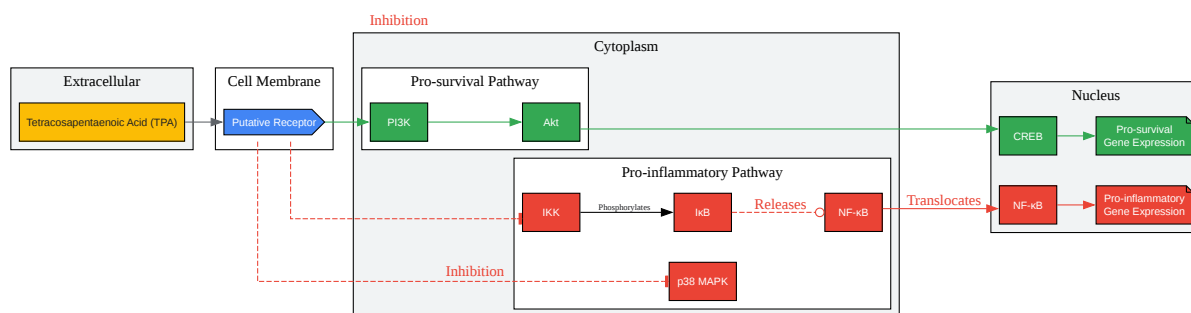 Inhibition
Cytoplasm
Extracellular
Cell Membrane
Pro-survival Pathway
Nucleus
Tetracosapentaenoic Acid (TPA)
Putative Receptor
PI3K
Akt
CREB
Pro-survival
Gene Expression
Pro-inflammatory Pathway
IKK
Phosphorylates
IκB
Releases
NF-κB
Translocates
NF-κB
Pro-inflammatory
Gene Expression
Inhibition
p38 MAPK